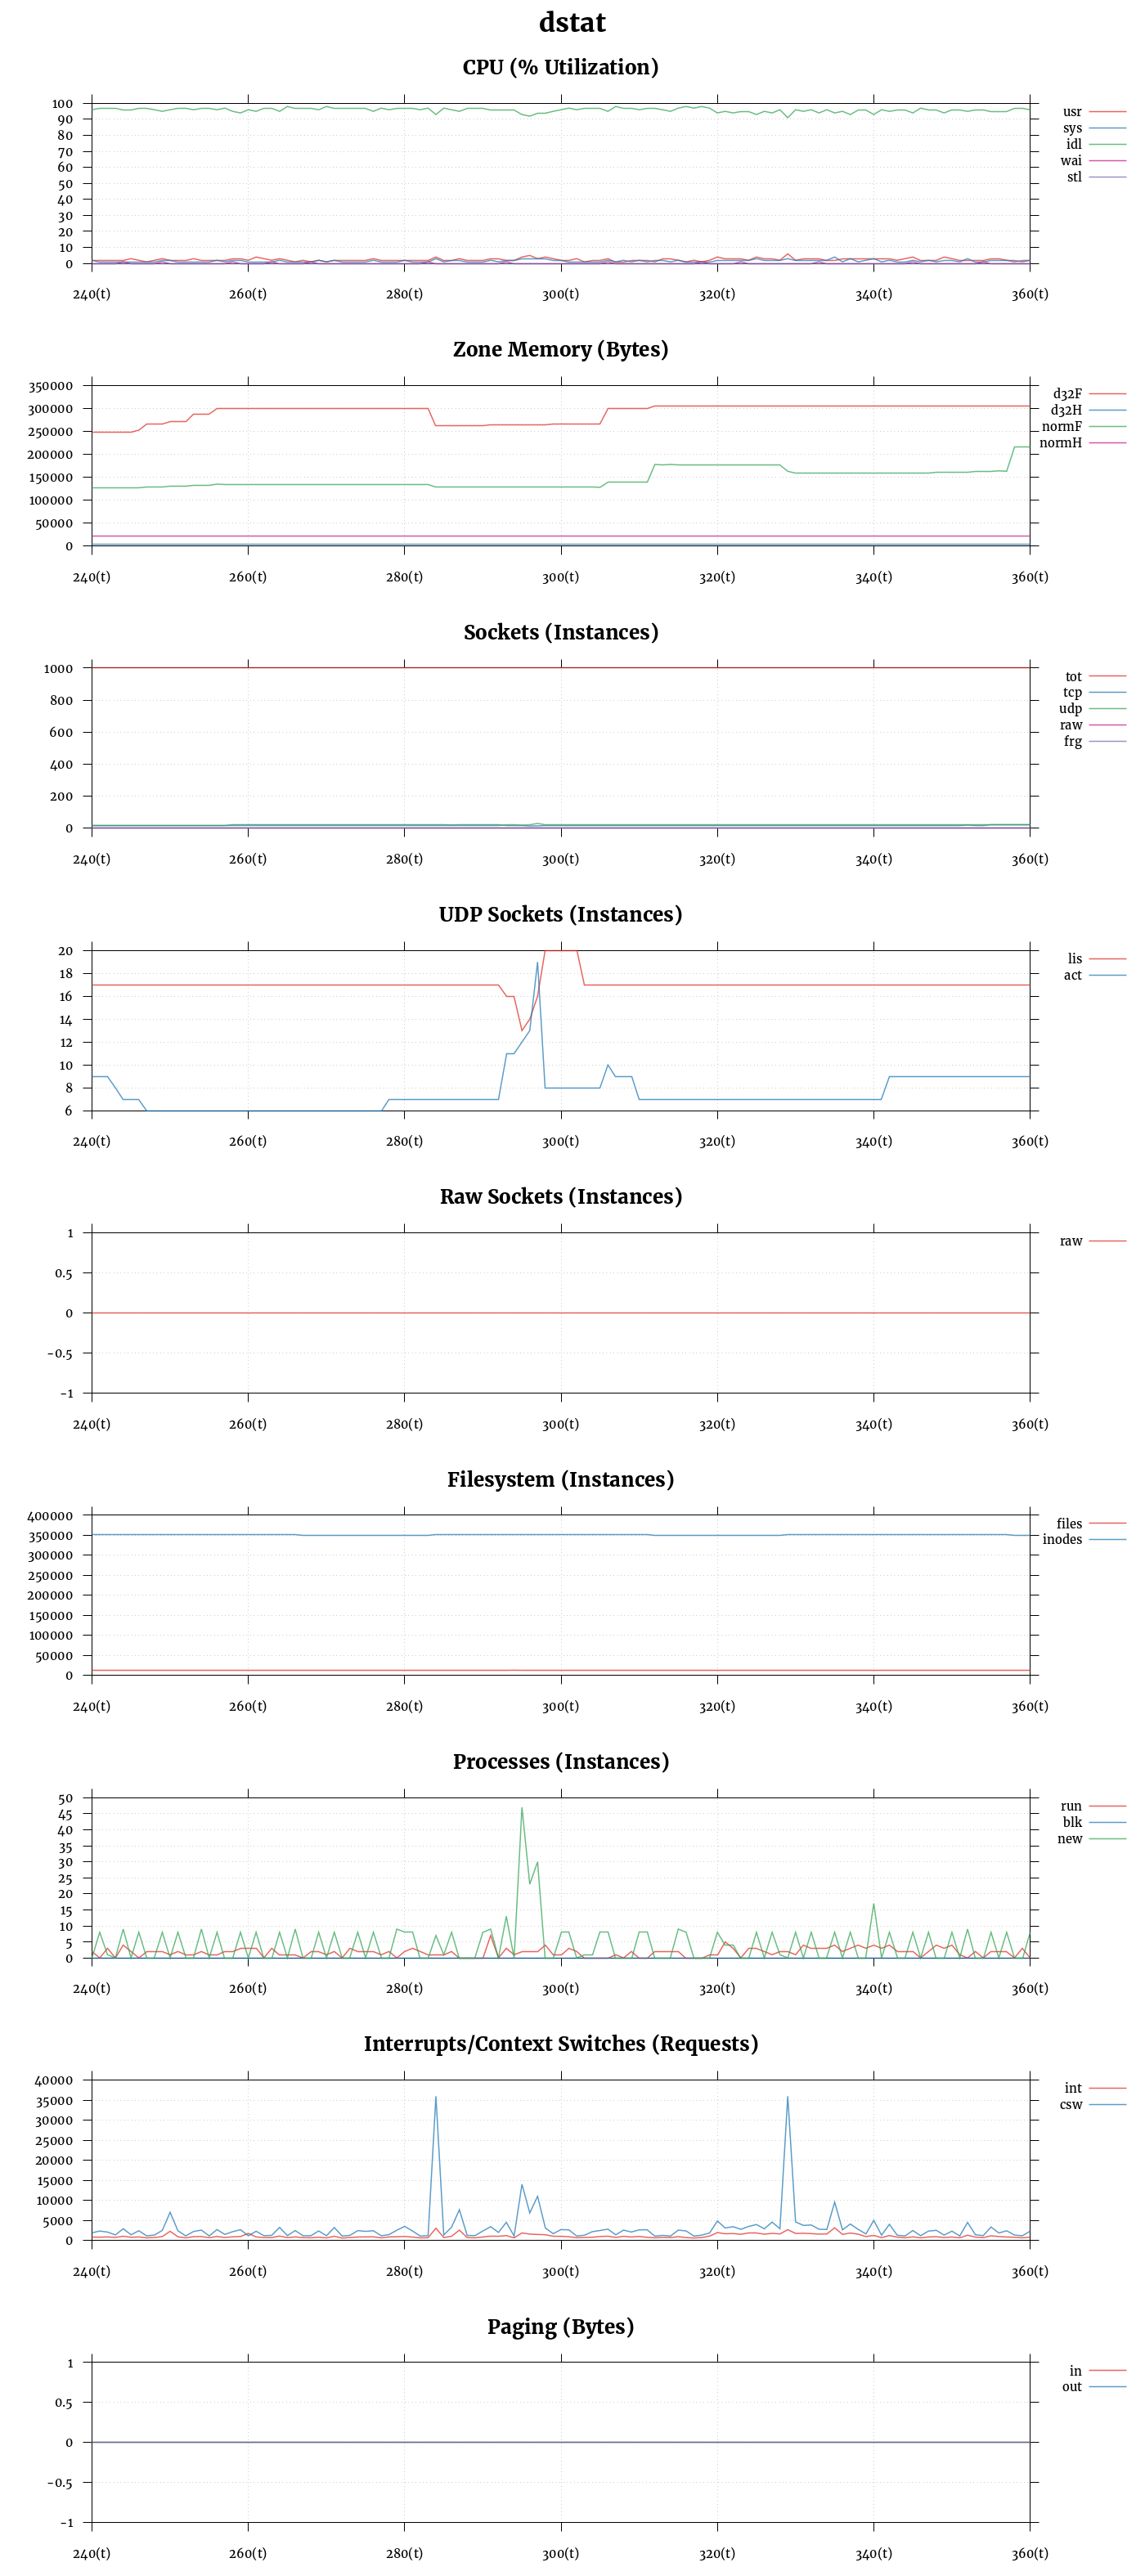 dstat
CPU (% Utilization)
100
90
80
70
60
50
40
30
20
10
0
usr
sys
idl
wai
stl
240(t) 260(t) 280(t) 300(t) 320(t) 340(t) 360(t)
Zone Memory (Bytes)
350000
300000
250000
200000
150000
100000
50000
0
d32F
d32H
normF
normH
240(t) 260(t) 280(t) 300(t) 320(t) 340(t) 360(t)
Sockets (Instances)
1000
800
600
400
200
0
tot
tcp
udp
raw
frg
240(t) 260(t) 280(t) 300(t) 320(t) 340(t) 360(t)
UDP Sockets (Instances)
20
18
16
14
12
10
8
6
lis
act
240(t) 260(t) 280(t) 300(t) 320(t) 340(t) 360(t)
Raw Sockets (Instances)
1
0.5
0
-0.5
-1
raw
240(t) 260(t) 280(t) 300(t) 320(t) 340(t) 360(t)
Filesystem (Instances)
400000
350000
300000
250000
200000
150000
100000
50000
0
files
inodes
240(t) 260(t) 280(t) 300(t) 320(t) 340(t) 360(t)
Processes (Instances)
50
45
40
35
30
25
20
15
10
5
0
run
blk
new
240(t) 260(t) 280(t) 300(t) 320(t) 340(t) 360(t)
Interrupts/Context Switches (Requests)
40000
35000
30000
25000
20000
15000
10000
5000
0
int
csw
240(t) 260(t) 280(t) 300(t) 320(t) 340(t) 360(t)
Paging (Bytes)
1
0.5
0
-0.5
-1
in
out
240(t) 260(t) 280(t) 300(t) 320(t) 340(t) 360(t)